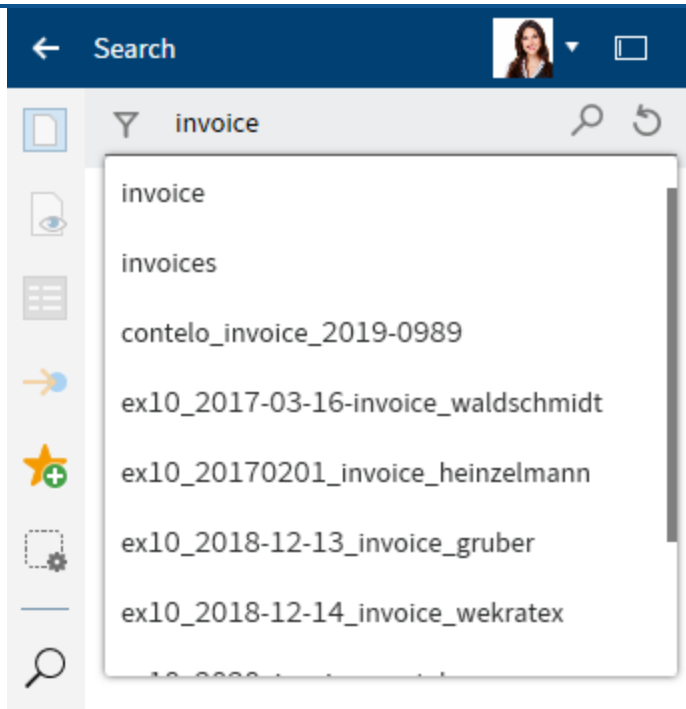 Search
invoice
invoice
invoices
contelo_invoice_2019-0989
ex10_2017-03-16-invoice_waldschmidt
ex10_20170201_invoice_heinzelmann
ex10_2018-12-13_invoice_gruber
ex10_2018-12-14_invoice_wekratex